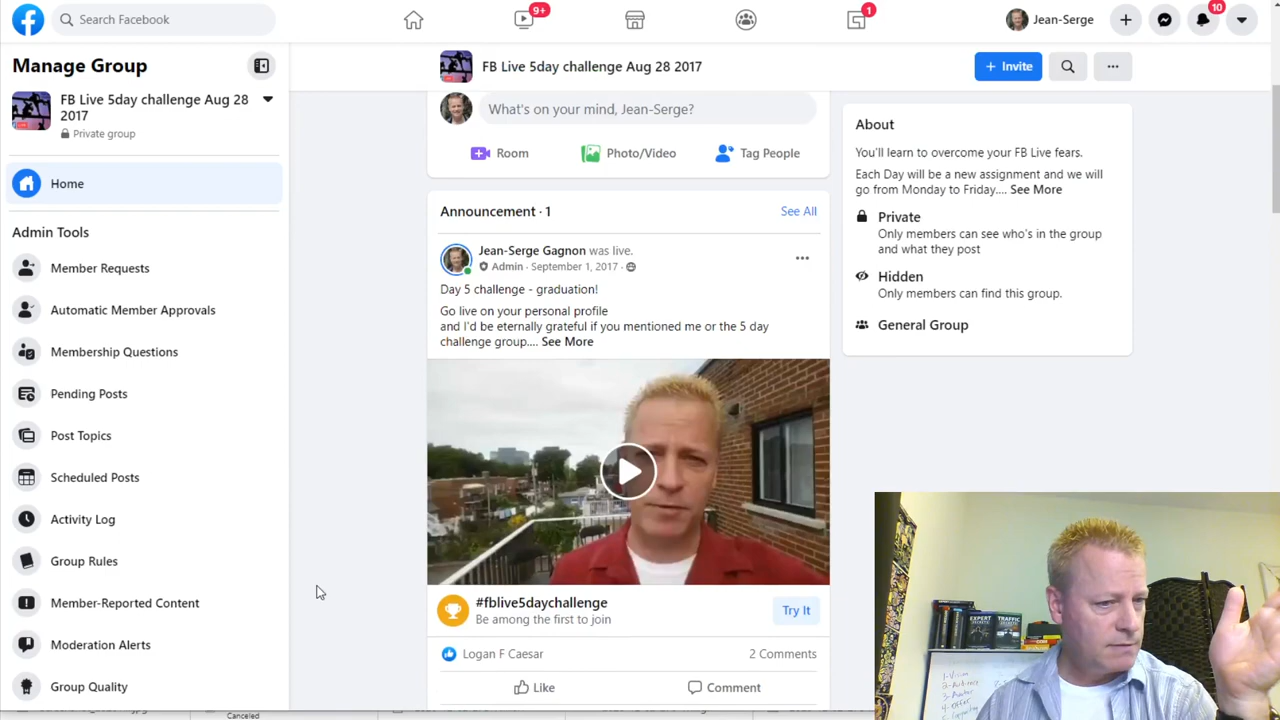 Search Facebook
9+
1
Jean-Serge
10
Manage Group
FB Live 5day challenge Aug 28
2017
Private group
Home
Admin Tools
Member Requests
Automatic Member Approvals
Membership Questions
Pending Posts
Post Topics
Scheduled Posts
Activity Log
Group Rules
Member-Reported Content
Moderation Alerts
Group Quality
FB Live 5day challenge Aug 28 2017
+ Invite
What's on your mind, Jean-Serge?
Room
Photo/Video
Tag People
Announcement · 1
See All
Jean-Serge Gagnon was live.
Admin · September 1, 2017 ·
Day 5 challenge - graduation!
Go live on your personal profile
and I'd be eternally grateful if you mentioned me or the 5 day
challenge group.... See More
#fblive5daychallenge
Be among the first to join
Try It
Logan F Caesar
2 Comments
Like
Comment
About
You'll learn to overcome your FB Live fears.
Each Day will be a new assignment and we will
go from Monday to Friday.... See More
Private
Only members can see who's in the group
and what they post
Hidden
Only members can find this group.
General Group
EXPERT
SECRETS
TRAFFIC
SECRETS
Canceled